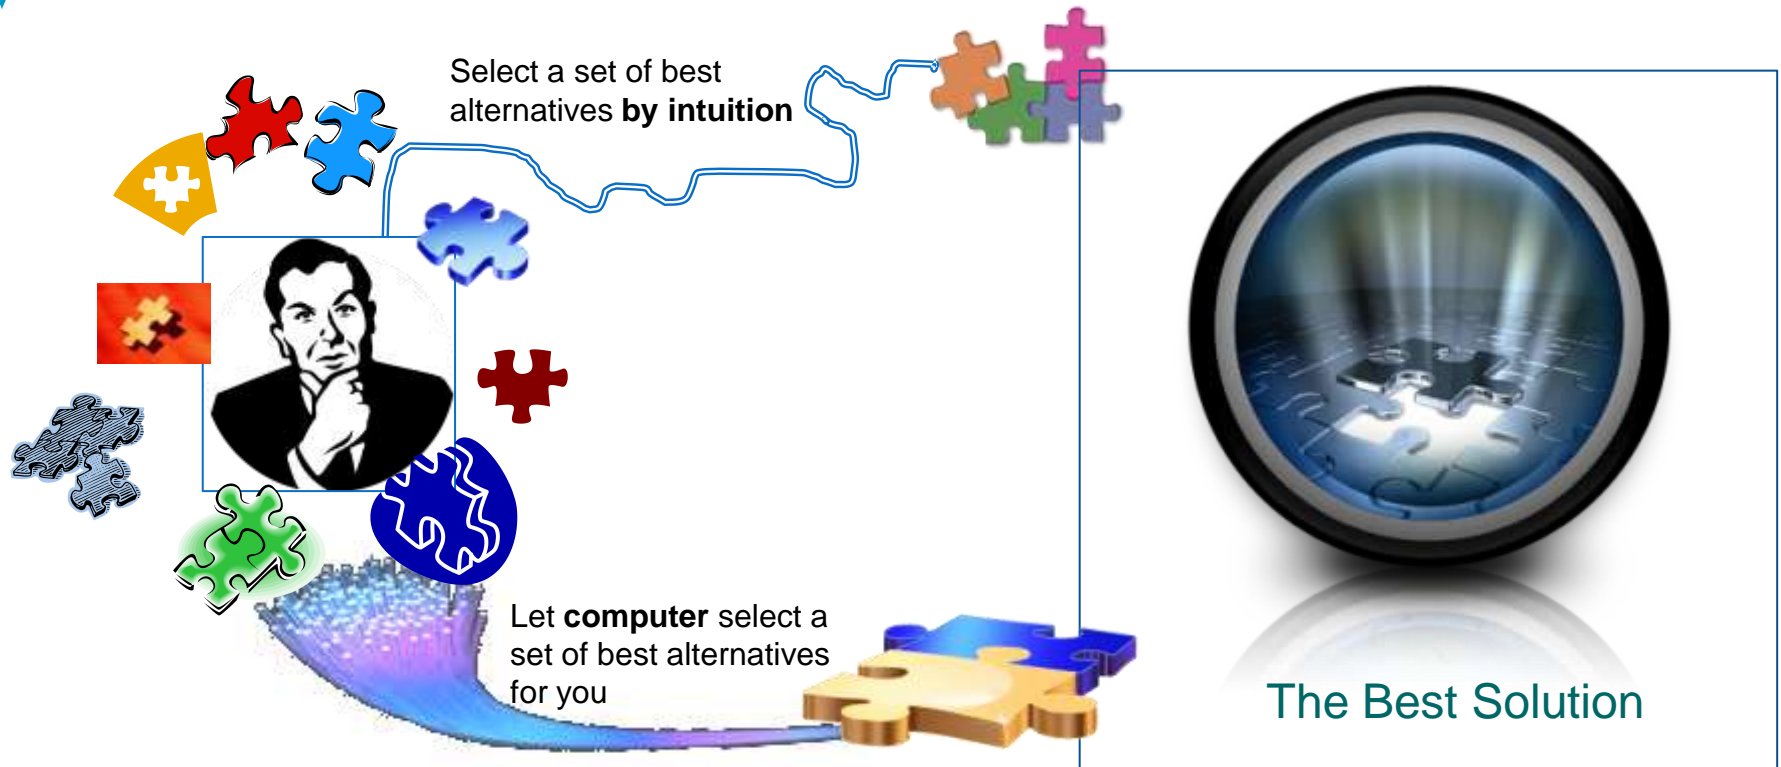 Select a set of best
alternatives by intuition
Let computer select a
set of best alternatives
for you
The Best Solution